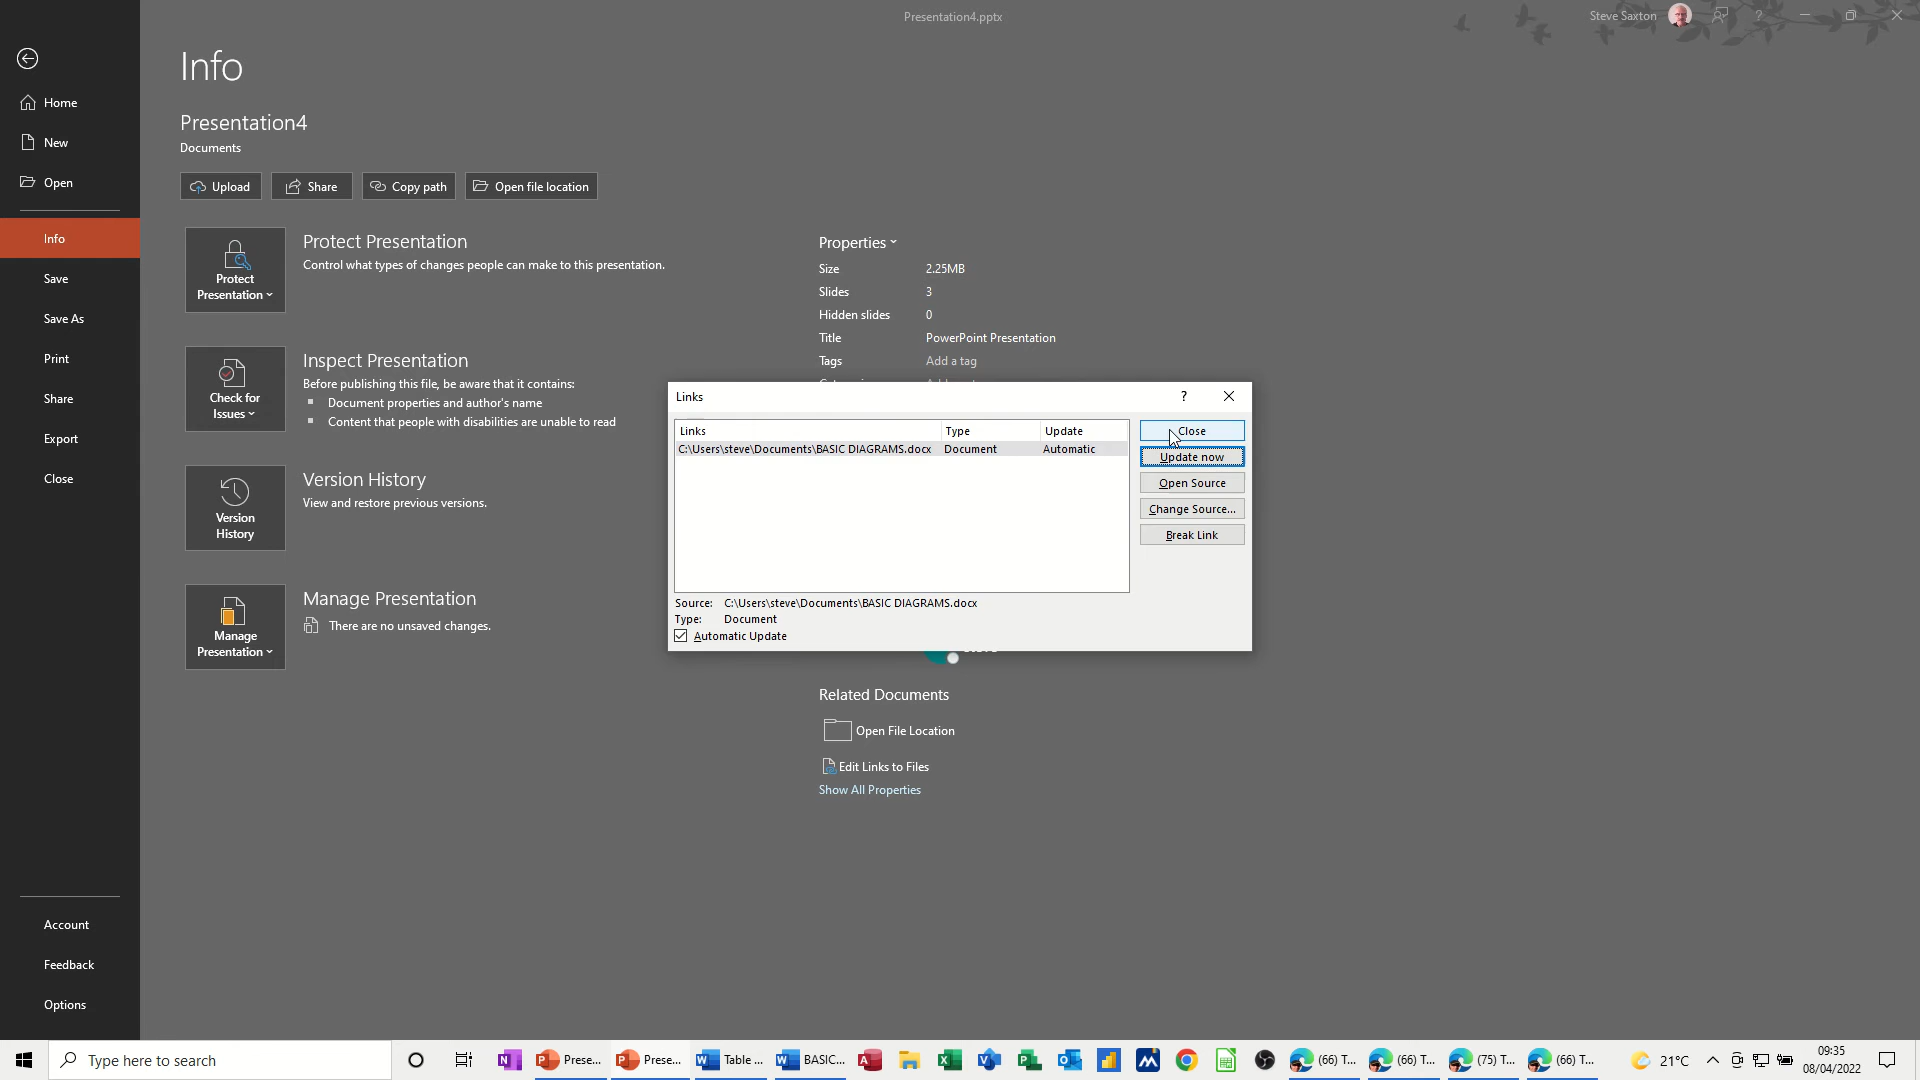 Presentation4.pptx
Steve Saxton
?
Info
Home
New
Open
Info
Save
Save As
Print
Share
Export
Close
Account
Feedback
Options
Presentation4
Documents
Upload
Share
Copy path
Open file location
Protect
Presentation
Protect Presentation
Control what types of changes people can make to this presentation.
Check for
Issues
Inspect Presentation
Before publishing this file, be aware that it contains:
Document properties and author's name
Content that people with disabilities are unable to read
Version
History
Version History
View and restore previous versions.
Manage
Presentation
Manage Presentation
There are no unsaved changes.
Properties
Size 2.25MB
Slides 3
Hidden slides 0
Title PowerPoint Presentation
Tags Add a tag
Links
?
Links Type Update
C:\Users\steve\Documents\BASIC DIAGRAMS.docx Document Automatic
Close
Update now
Open Source
Change Source...
Break Link
Source: C:\Users\steve\Documents\BASIC DIAGRAMS.docx
Type: Document
Automatic Update
Related Documents
Open File Location
Edit Links to Files
Show All Properties
Type here to search
Prese...
Prese...
Table ...
BASIC...
(66) T...
(66) T...
(75) T...
(66) T...
21°C
09:35
08/04/2022